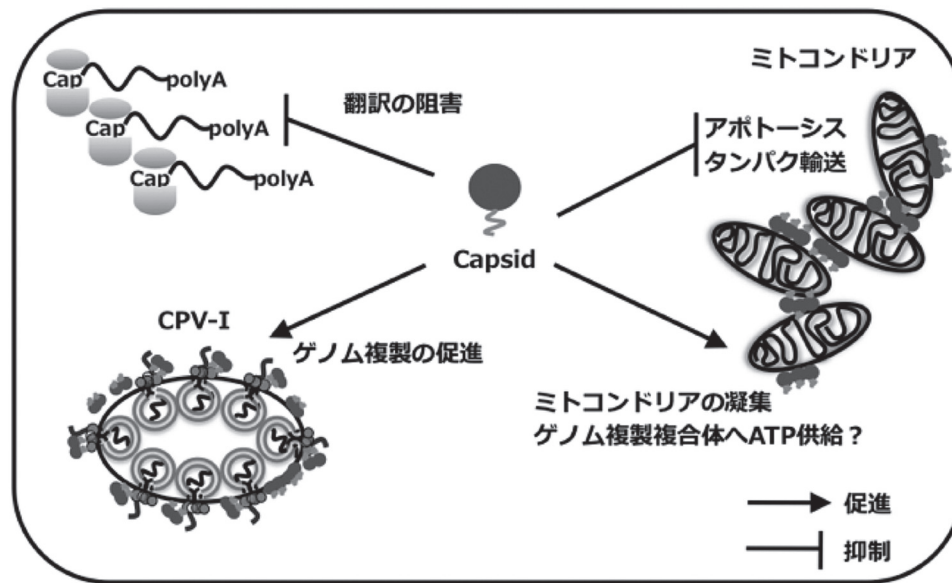 Cap polyA
Cap polyA
Cap polyA
翻訳の阻害
ミトコンドリア
アポトーシス
タンパク輸送
Capsid
CPV-I
ゲノム複製の促進
ミトコンドリアの凝集
ゲノム複製複合体へATP供給？
促進
抑制